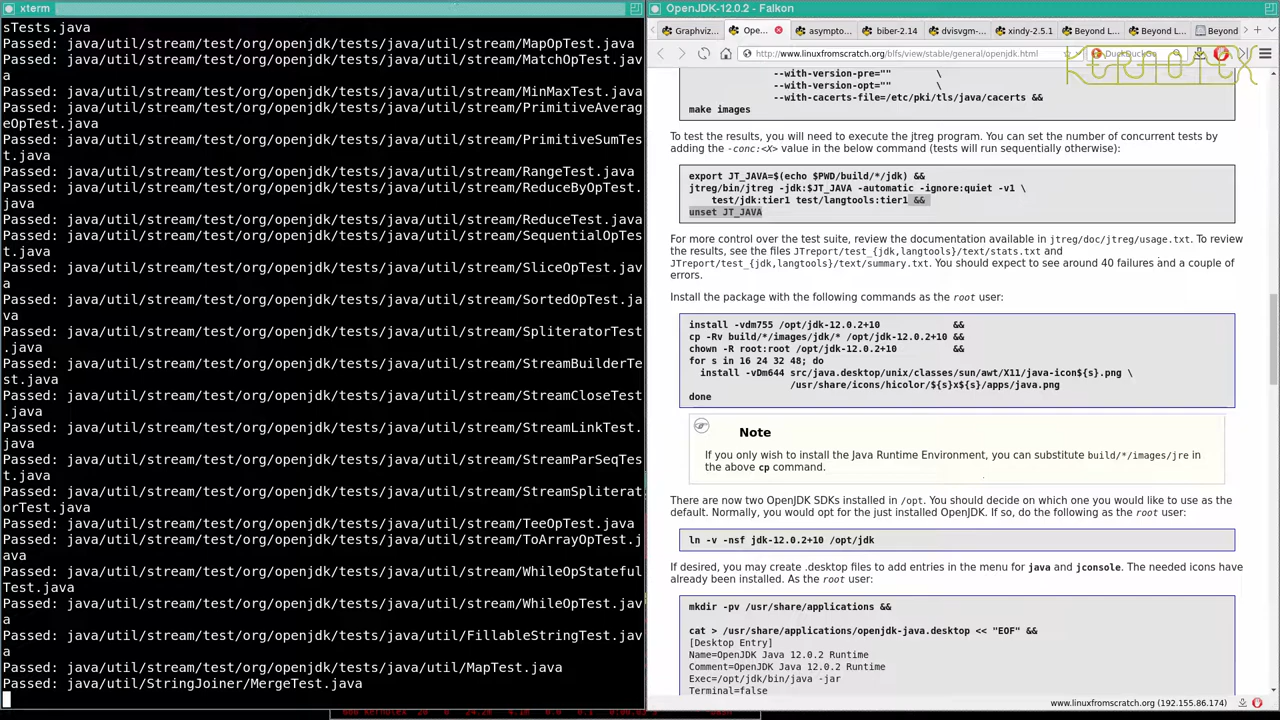 xterm
sTests.java
Passed: java/util/stream/test/org/openjdk/tests/java/util/stream/MapOpTest.java
Passed: java/util/stream/test/org/openjdk/tests/java/util/stream/MatchOpTest.jav
a
Passed: java/util/stream/test/org/openjdk/tests/java/util/stream/MinMaxTest.java
Passed: java/util/stream/test/org/openjdk/tests/java/util/stream/PrimitiveAverag
eOpTest.java
Passed: java/util/stream/test/org/openjdk/tests/java/util/stream/PrimitiveSumTes
t.java
Passed: java/util/stream/test/org/openjdk/tests/java/util/stream/RangeTest.java
Passed: java/util/stream/test/org/openjdk/tests/java/util/stream/ReduceByOpTest.
java
Passed: java/util/stream/test/org/openjdk/tests/java/util/stream/ReduceTest.java
Passed: java/util/stream/test/org/openjdk/tests/java/util/stream/SequentialOpTes
t.java
Passed: java/util/stream/test/org/openjdk/tests/java/util/stream/SliceOpTest.jav
a
Passed: java/util/stream/test/org/openjdk/tests/java/util/stream/SortedOpTest.ja
va
Passed: java/util/stream/test/org/openjdk/tests/java/util/stream/SpliteratorTest
.java
Passed: java/util/stream/test/org/openjdk/tests/java/util/stream/StreamBuilderTe
st.java
Passed: java/util/stream/test/org/openjdk/tests/java/util/stream/StreamCloseTest
.java
Passed: java/util/stream/test/org/openjdk/tests/java/util/stream/StreamLinkTest.
java
Passed: java/util/stream/test/org/openjdk/tests/java/util/stream/StreamParSeqTes
t.java
Passed: java/util/stream/test/org/openjdk/tests/java/util/stream/StreamSpliterat
orTest.java
Passed: java/util/stream/test/org/openjdk/tests/java/util/stream/TeeOpTest.java
Passed: java/util/stream/test/org/openjdk/tests/java/util/stream/ToArrayOpTest.j
ava
Passed: java/util/stream/test/org/openjdk/tests/java/util/stream/WhileOpStateful
Test.java
Passed: java/util/stream/test/org/openjdk/tests/java/util/stream/WhileOpTest.jav
a
Passed: java/util/stream/test/org/openjdk/tests/java/util/FillableStringTest.jav
a
Passed: java/util/stream/test/org/openjdk/tests/java/util/MapTest.java
Passed: java/util/StringJoiner/MergeTest.java
OpenJDK-12.0.2 - Falkon
Graphviz... Ope... asympto... biber-2.14 dvisvgm-... xindy-2.5.1 Beyond L... Beyond L... Beyond
http://www.linuxfromscratch.org/blfs/view/stable/general/openjdk.html
DuckDuckGo
--with-version-pre="" \
--with-version-opt="" \
--with-cacerts-file=/etc/pki/tls/java/cacerts &&
make images
To test the results, you will need to execute the jtreg program. You can set the number of concurrent tests by
adding the -conc:<X> value in the below command (tests will run sequentially otherwise):
export JT_JAVA=$(echo $PWD/build/*/jdk) &&
jtreg/bin/jtreg -jdk:$JT_JAVA -automatic -ignore:quiet -v1 \
test/jdk:tier1 test/langtools:tier1 &&
unset JT_JAVA
For more control over the test suite, review the documentation available in jtreg/doc/jtreg/usage.txt. To review
the results, see the files JTreport/test_{jdk,langtools}/text/stats.txt and
JTreport/test_{jdk,langtools}/text/summary.txt. You should expect to see around 40 failures and a couple of
errors.
Install the package with the following commands as the root user:
install -vdm755 /opt/jdk-12.0.2+10 &&
cp -Rv build/*/images/jdk/* /opt/jdk-12.0.2+10 &&
chown -R root:root /opt/jdk-12.0.2+10 &&
for s in 16 24 32 48; do
install -vDm644 src/java.desktop/unix/classes/sun/awt/X11/java-icon${s}.png \
/usr/share/icons/hicolor/${s}x${s}/apps/java.png
done
Note
If you only wish to install the Java Runtime Environment, you can substitute build/*/images/jre in
the above cp command.
There are now two OpenJDK SDKs installed in /opt. You should decide on which one you would like to use as the
default. Normally, you would opt for the just installed OpenJDK. If so, do the following as the root user:
ln -v -nsf jdk-12.0.2+10 /opt/jdk
If desired, you may create .desktop files to add entries in the menu for java and jconsole. The needed icons have
already been installed. As the root user:
mkdir -pv /usr/share/applications &&
cat > /usr/share/applications/openjdk-java.desktop << "EOF" &&
[Desktop Entry]
Name=OpenJDK Java 12.0.2 Runtime
Comment=OpenJDK Java 12.0.2 Runtime
Exec=/opt/jdk/bin/java -jar
Terminal=false
www.linuxfromscratch.org (192.155.86.174)